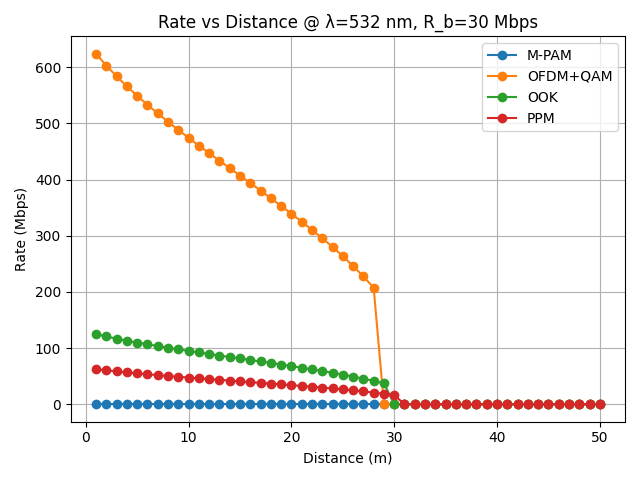 Rate vs Distance @ λ=532 nm, R_b=30 Mbps
M-PAM
OFDM+QAM
OOK
PPM
Rate (Mbps)
600
500
400
300
200
100
0
0
10
20
30
40
50
Distance (m)